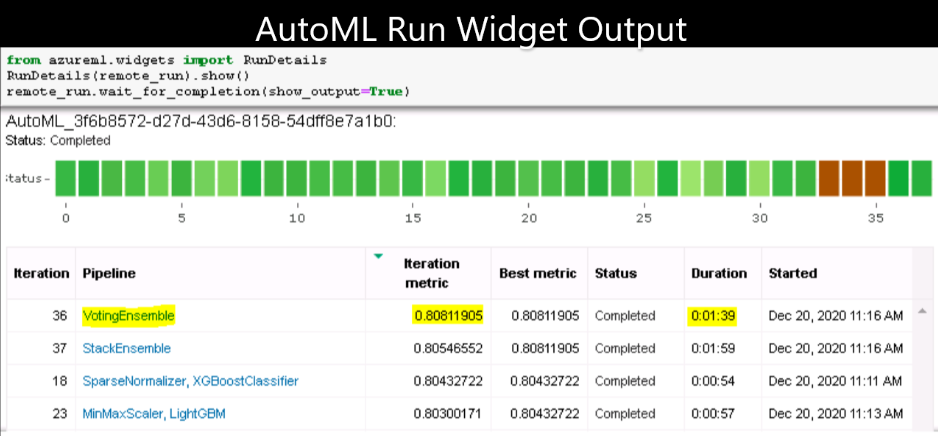 AutoML Run Widget Output
from azureml.widgets import RunDetails
RunDetails(remote_run).show()
remote_run.wait_for_completion(show_output=True)
AutoML_3f6b8572-d27d-43d6-8158-54dff8e7a1b0:
Status: Completed
tatus
0 5 10 15 20 25 30 35
Iteration Pipeline Iteration metric Best metric Status Duration Started
36 VotingEnsemble 0.80811905 0.80811905 Completed 0:01:39 Dec 20, 2020 11:16 AM
37 StackEnsemble 0.80546552 0.80811905 Completed 0:01:59 Dec 20, 2020 11:16 AM
18 SparseNormalizer, XGBoostClassifier 0.80432722 0.80432722 Completed 0:00:54 Dec 20, 2020 11:11 AM
23 MinMaxScaler, LightGBM 0.80300171 0.80432722 Completed 0:00:57 Dec 20, 2020 11:13 AM